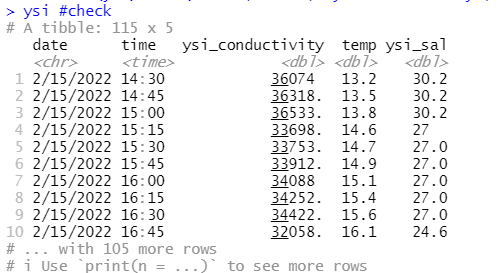 > ysi #check
# A tibble: 115 x 5
date time ysi_conductivity temp ysi_sal
<chr> <time> <dbl> <dbl> <dbl>
1 2/15/2022 14:30 36074 13.2 30.2
2 2/15/2022 14:45 36318. 13.5 30.2
3 2/15/2022 15:00 36533. 13.8 30.2
4 2/15/2022 15:15 33698. 14.6 27
5 2/15/2022 15:30 33753. 14.7 27.0
6 2/15/2022 15:45 33912. 14.9 27.0
7 2/15/2022 16:00 34088 15.1 27.0
8 2/15/2022 16:15 34252. 15.4 27.0
9 2/15/2022 16:30 34422. 15.6 27.0
10 2/15/2022 16:45 32058. 16.1 24.6
# ... with 105 more rows
# i Use `print(n = ...)` to see more rows